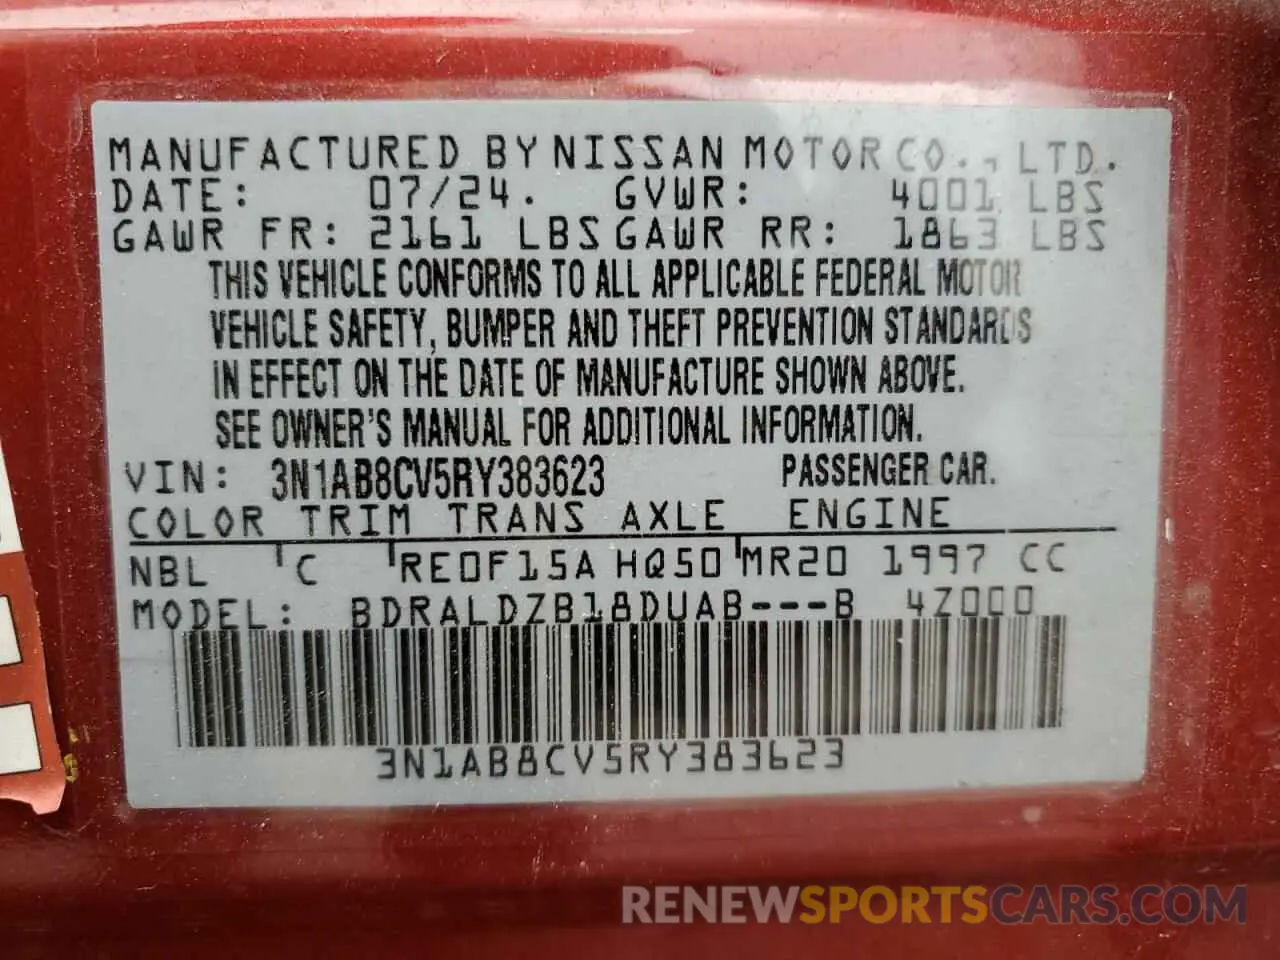 MANUFACTURED BY NISSAN MOTOR CO., LTD.
DATE: 07/24. GVWR: 4001 LBS
GAWR FR: 2161 LBS GAWR RR: 1863 LBS
THIS VEHICLE CONFORMS TO ALL APPLICABLE FEDERAL MOTOR
VEHICLE SAFETY, BUMPER AND THEFT PREVENTION STANDARDS
IN EFFECT ON THE DATE OF MANUFACTURE SHOWN ABOVE.
SEE OWNER'S MANUAL FOR ADDITIONAL INFORMATION.
VIN: 3N1AB8CV5RY383623 PASSENGER CAR.
COLOR TRIM TRANS AXLE ENGINE
NBL C RE0F15A HQ50 MR20 1997 CC
MODEL: BDRALDZB18DUAB---B 4Z000
3N1AB8CV5RY383623
RENEWSPORTSCARS.COM